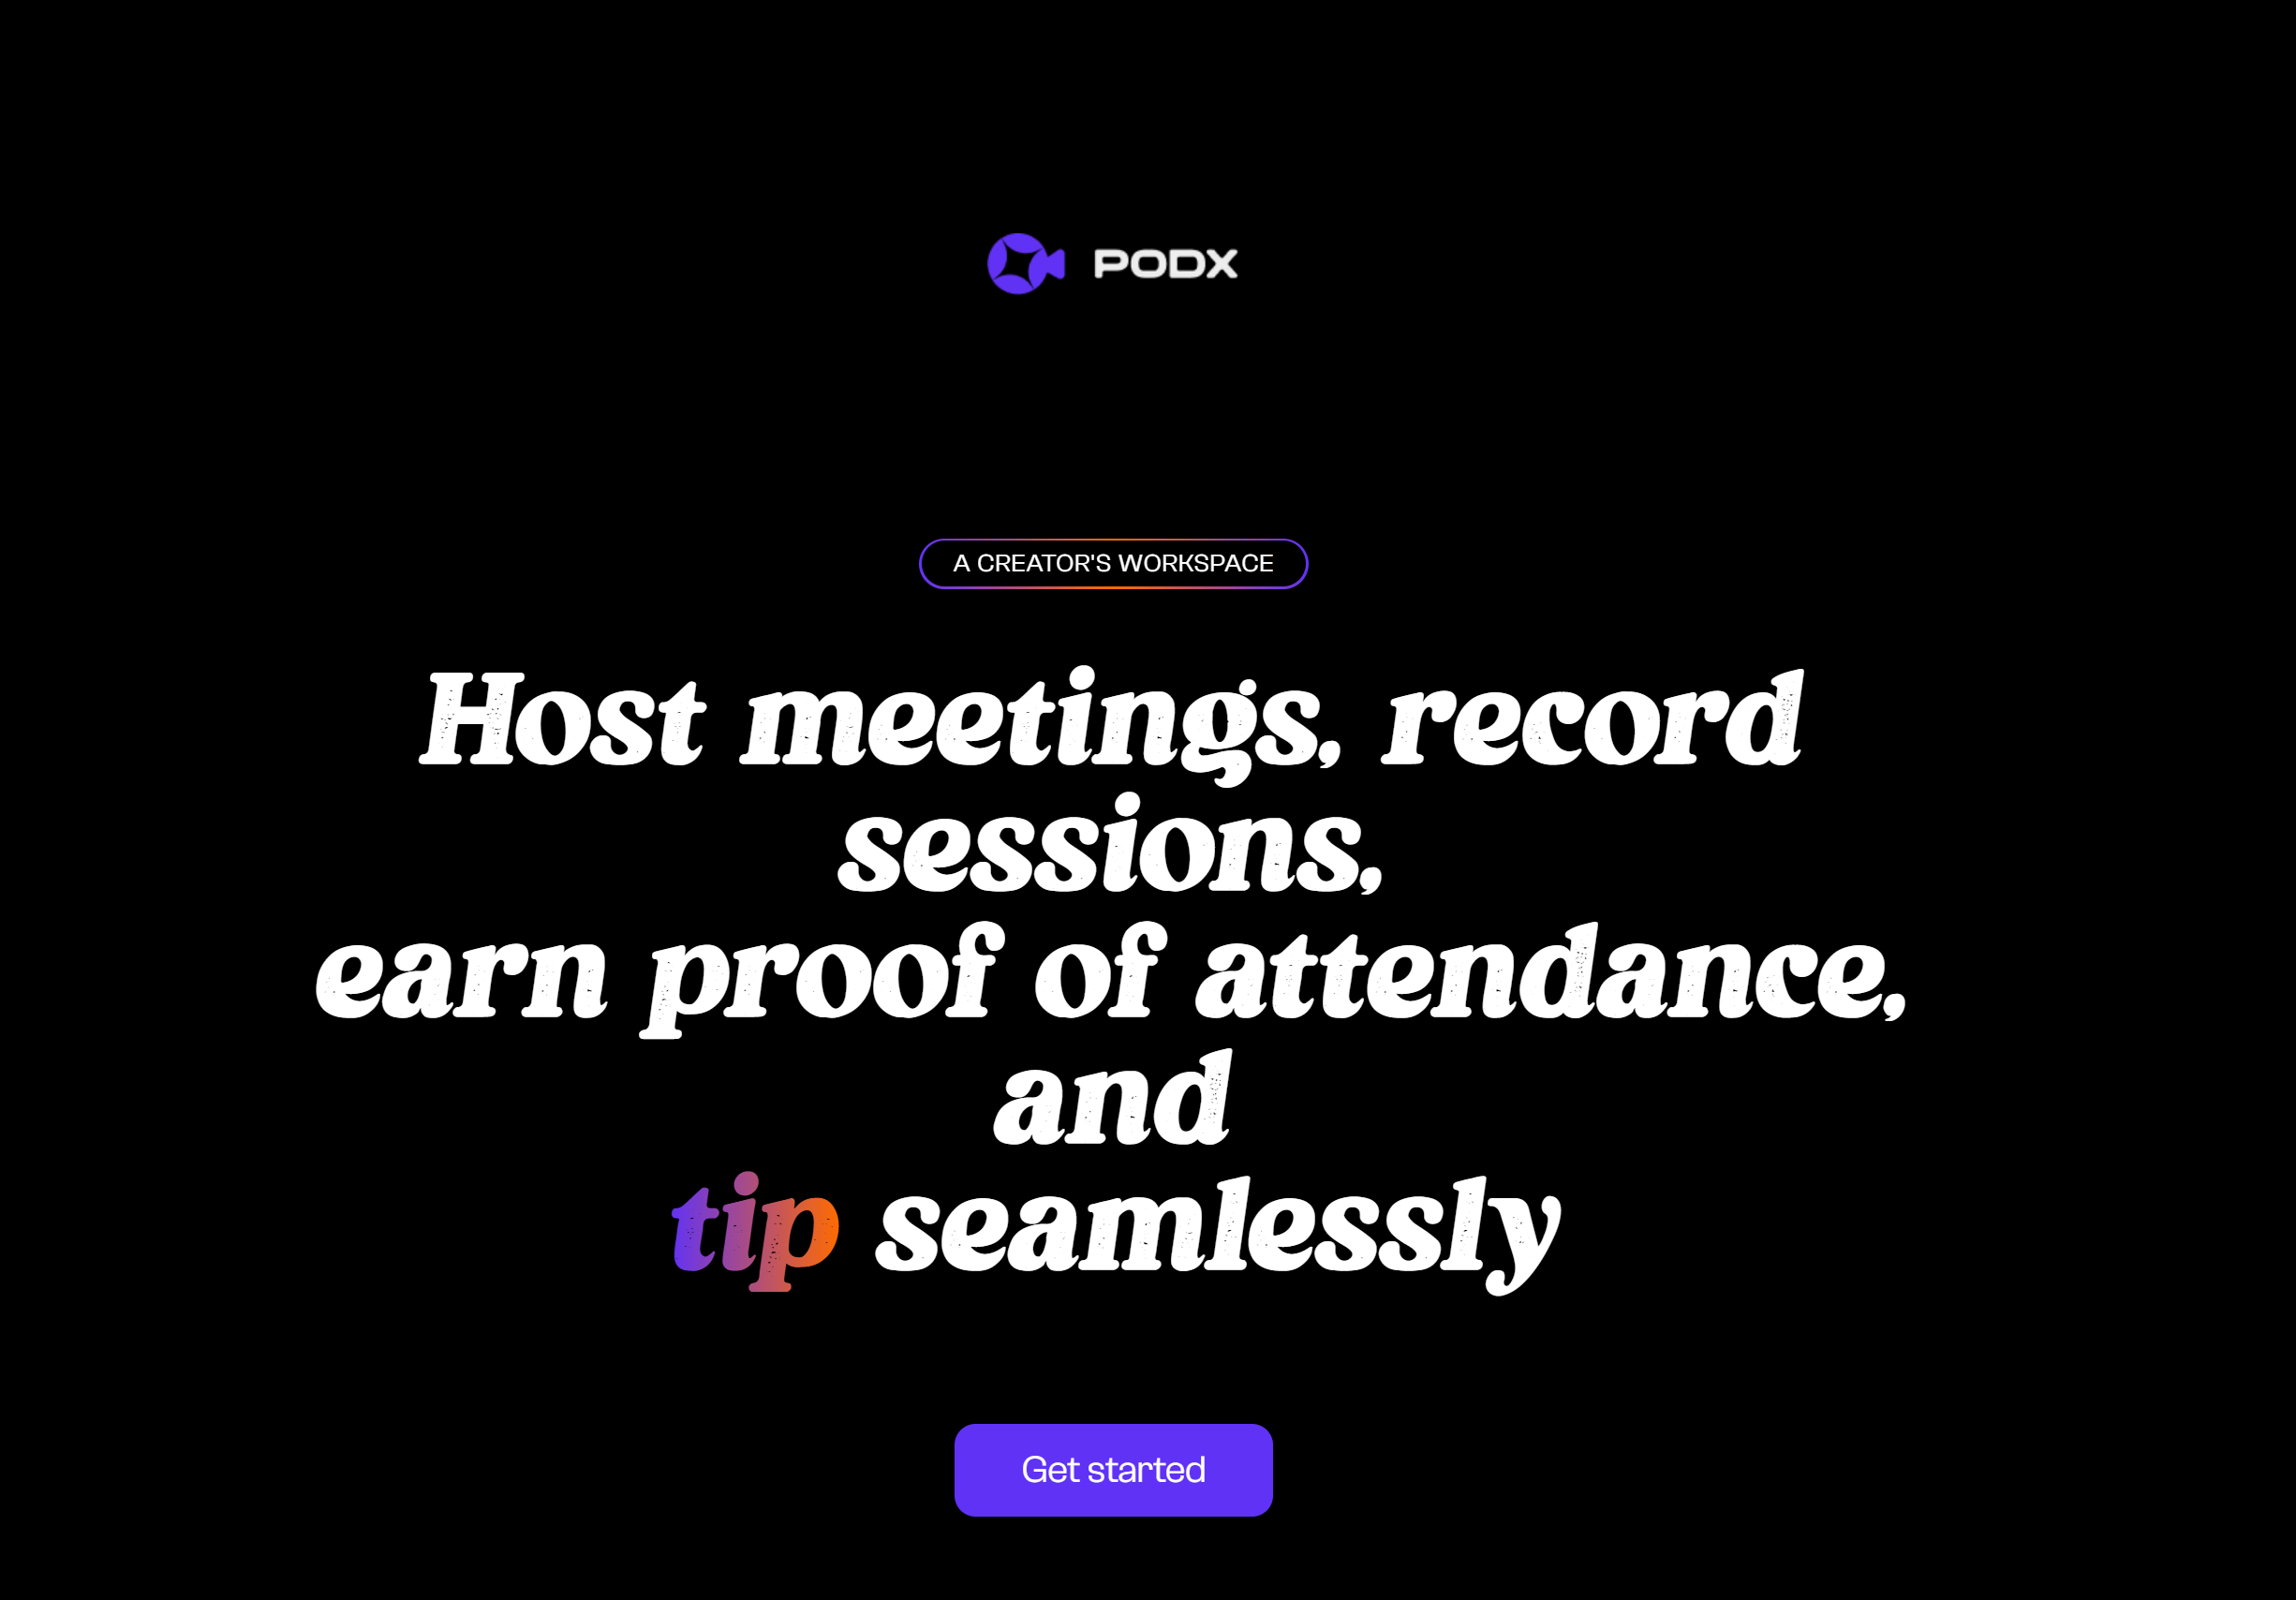 PODX
A CREATOR'S WORKSPACE
Host meetings, record
sessions,
earn proof of attendance,
and
tip seamlessly
Get started